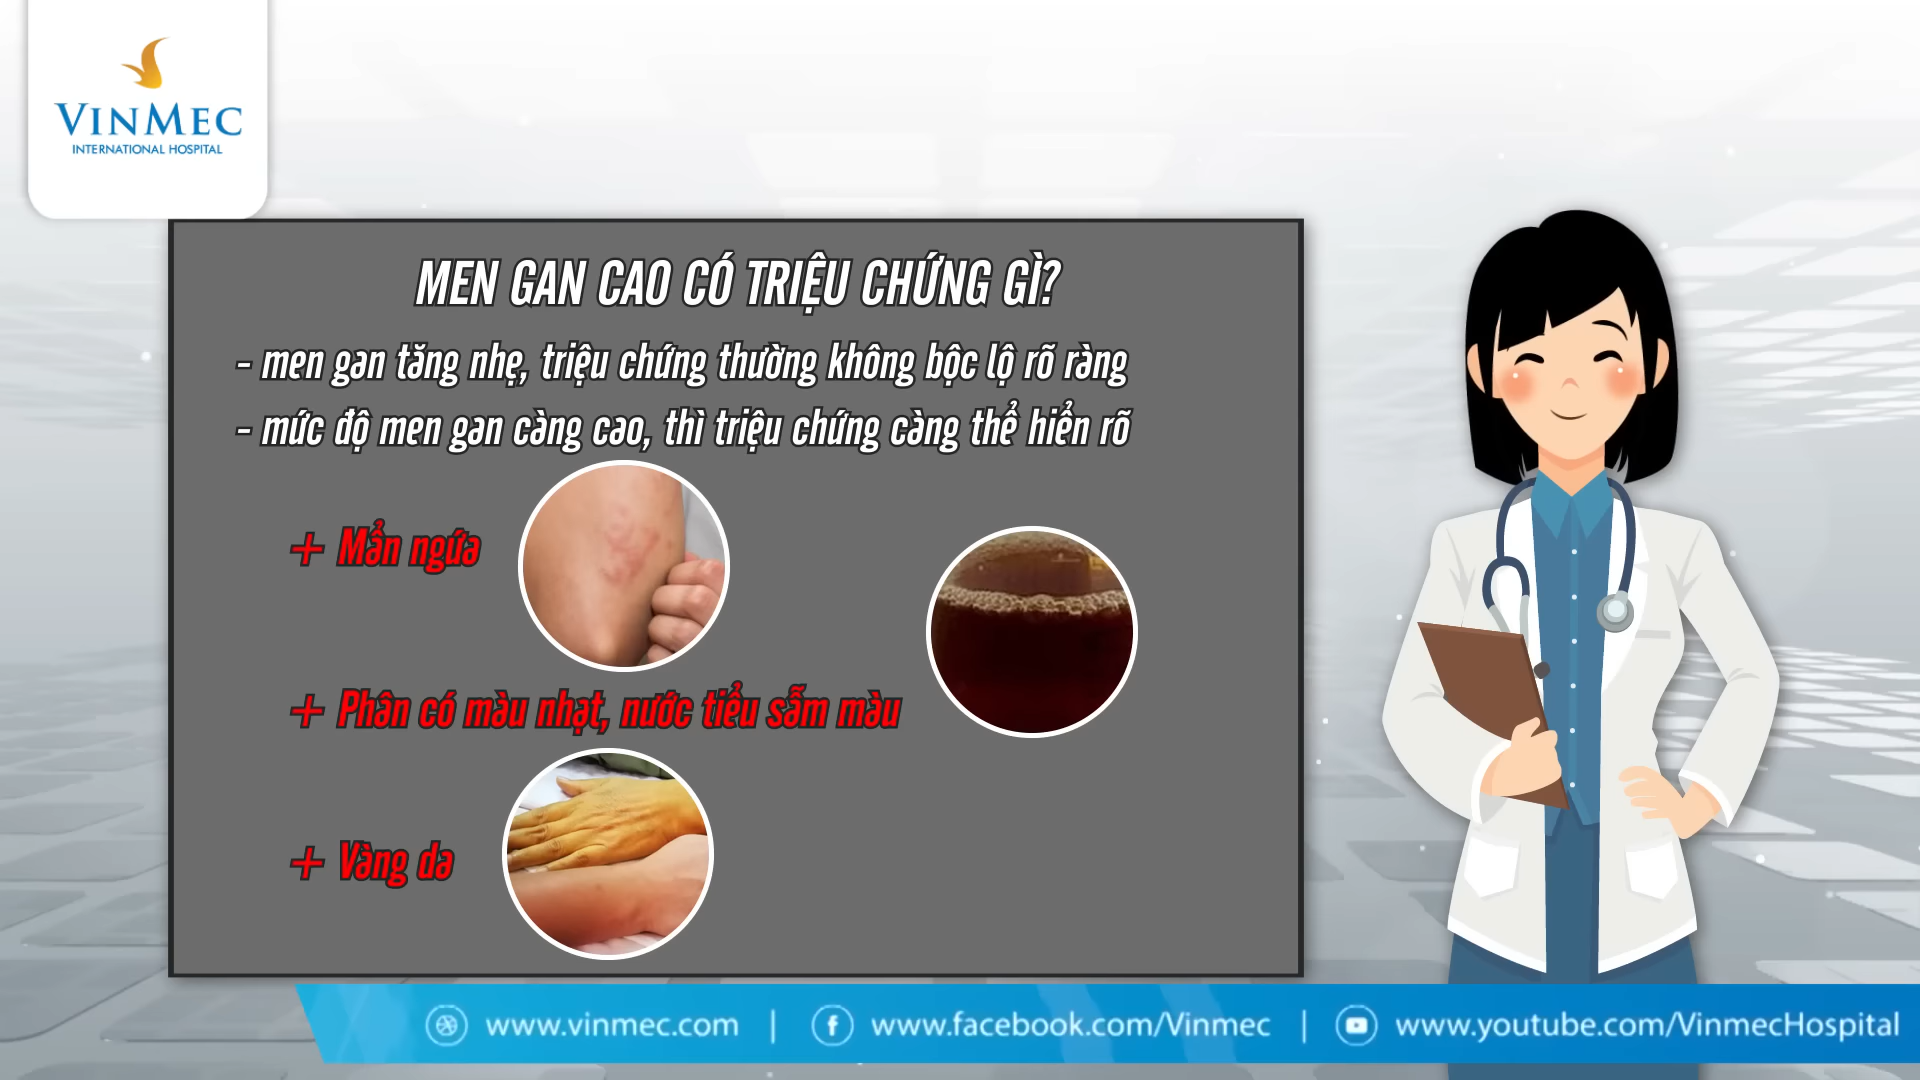 VINMEC
INTERNATIONAL HOSPITAL
MEN GAN CAO CÓ TRIỆU CHỨNG GÌ?
- men gan tăng nhẹ, triệu chứng thường không bộc lộ rõ ràng
- mức độ men gan càng cao, thì triệu chứng càng thể hiển rõ
+ Mẩn ngứa
+ Phân có màu nhạt, nước tiểu sẫm màu
+ Vàng da
www.vinmec.com | www.facebook.com/Vinmec | www.youtube.com/VinmecHospital